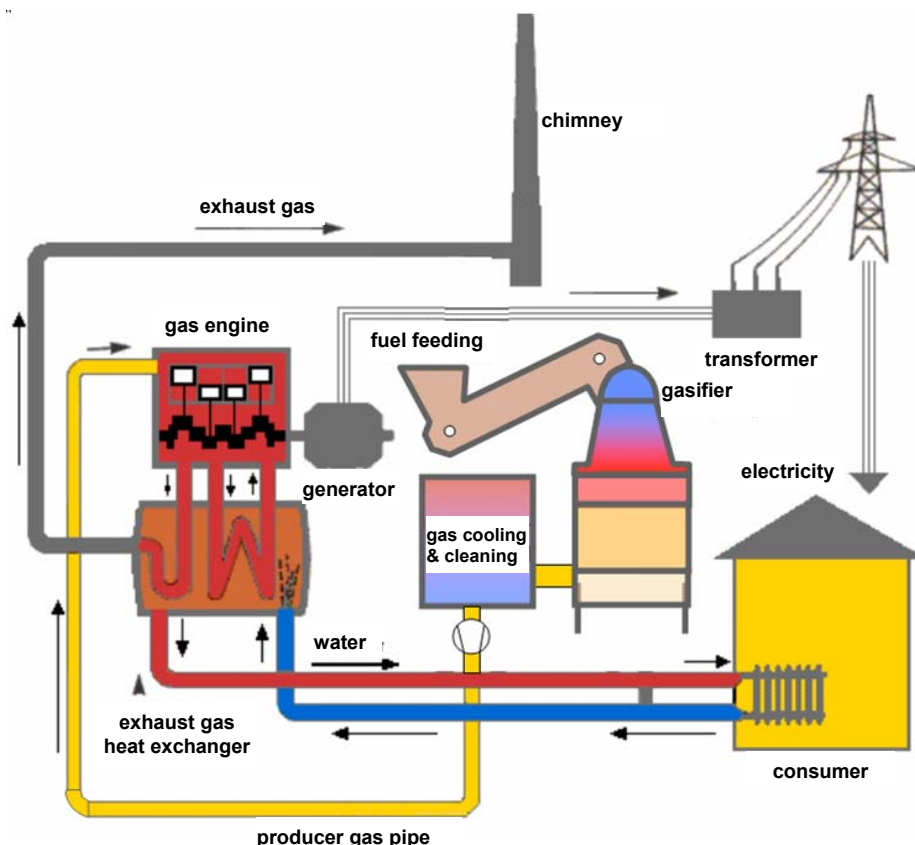 chimney
exhaust gas
gas engine
fuel feeding
transformer
gasifier
electricity
generator
gas cooling
& cleaning
water
exhaust gas
heat exchanger
consumer
producer gas pipe